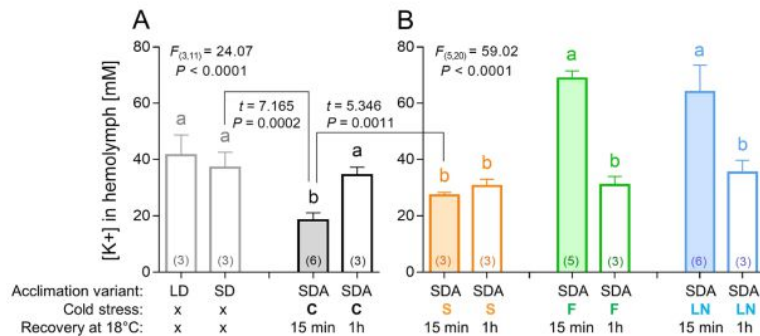 A
B
80
60
40
20
0
[K+] in hemolymph [mM]
F(3,11) = 24.07
P < 0.0001
t = 7.165
P = 0.0002
t = 5.346
P = 0.0011
a
a
b
a
(3)
(3)
(6)
(3)
80
60
40
20
0
F(5,20) = 59.02
P < 0.0001
b
b
a
b
a
b
(3)
(3)
(5)
(3)
(6)
(3)
Acclimation variant: LD SD SDA SDA SDA SDA SDA SDA SDA SDA
Cold stress: x x C C S S F F LN LN
Recovery at 18°C: x x 15 min 1h 15 min 1h 15 min 1h 15 min 1h